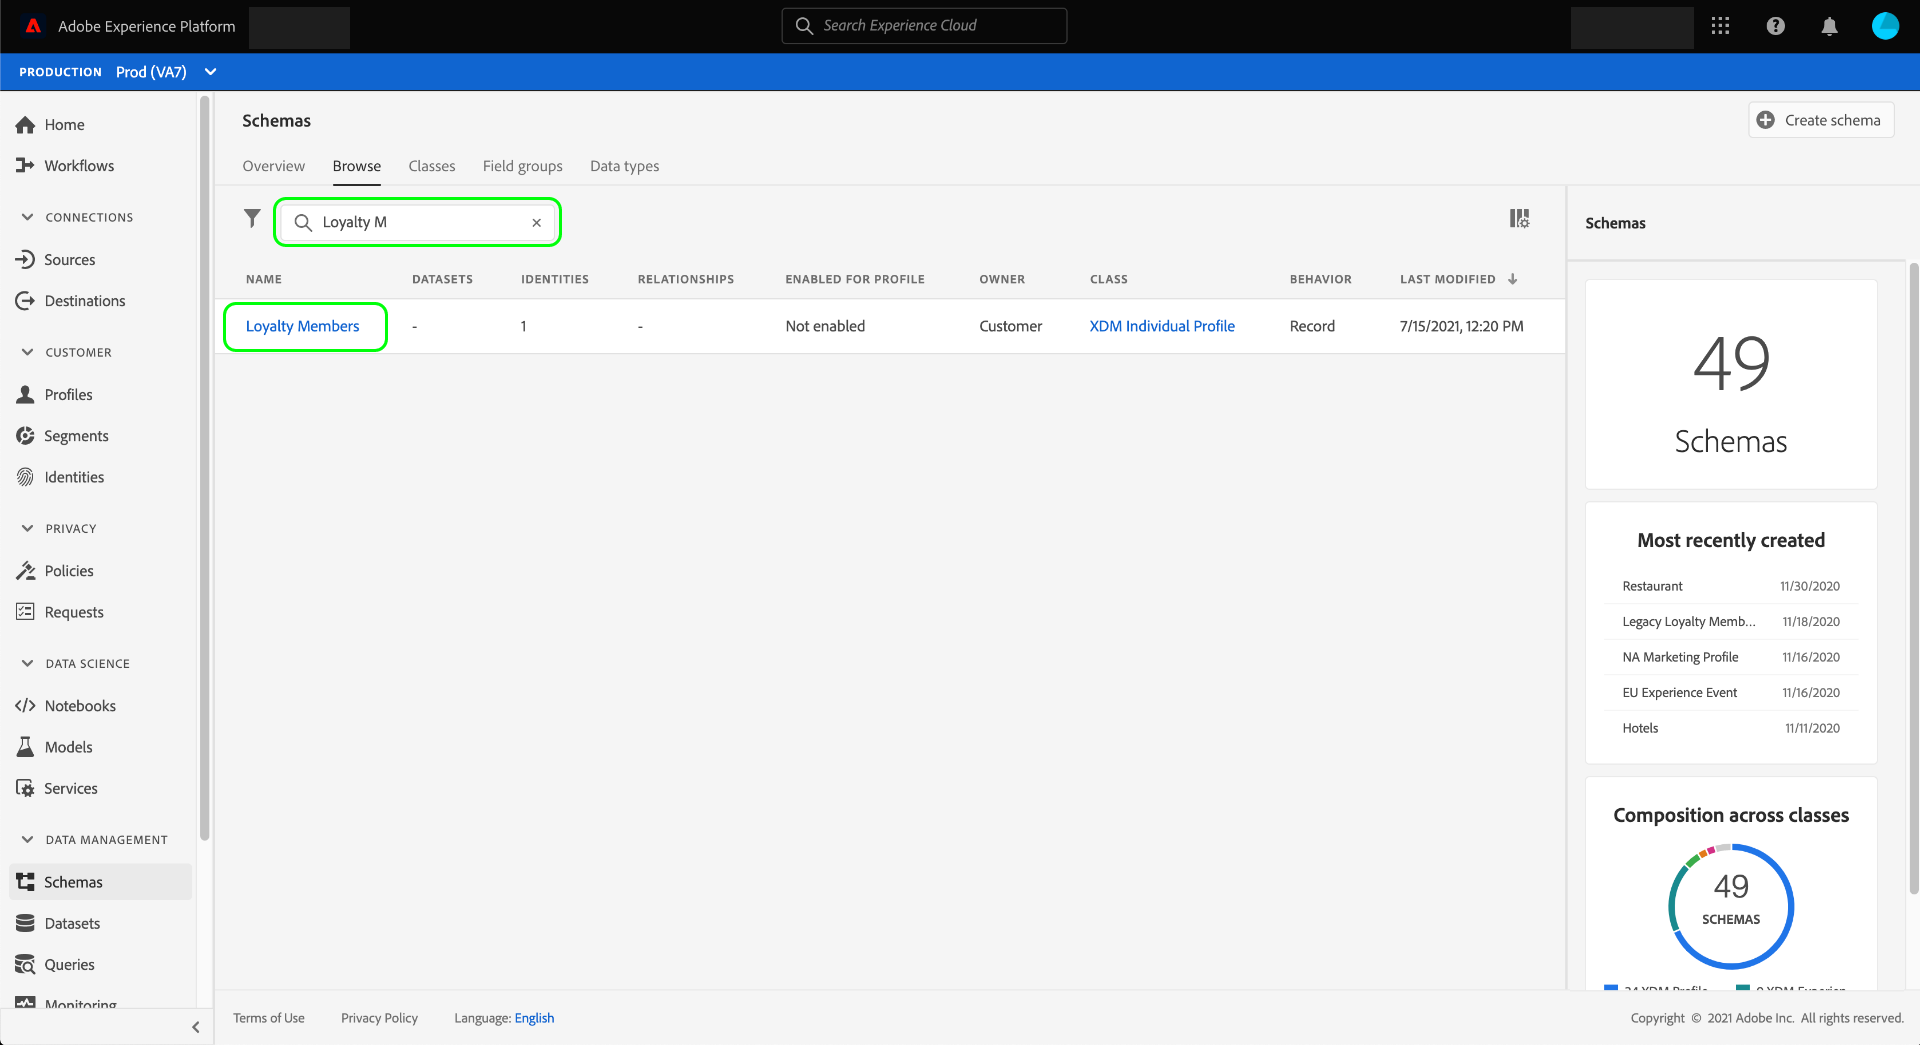 Adobe Experience Platform
Search Experience Cloud
PRODUCTION Prod (VA7)
Home
Workflows
CONNECTIONS
Sources
Destinations
CUSTOMER
Profiles
Segments
Identities
PRIVACY
Policies
Requests
DATA SCIENCE
Notebooks
Models
Services
DATA MANAGEMENT
Schemas
Datasets
Queries
Monitoring
Schemas
Create schema
Overview Browse Classes Field groups Data types
Loyalty M
NAME DATASETS IDENTITIES RELATIONSHIPS ENABLED FOR PROFILE OWNER CLASS BEHAVIOR LAST MODIFIED
Loyalty Members - 1 - Not enabled Customer XDM Individual Profile Record 7/15/2021, 12:20 PM
Schemas
49
Schemas
Most recently created
Restaurant 11/30/2020
Legacy Loyalty Memb... 11/18/2020
NA Marketing Profile 11/16/2020
EU Experience Event 11/16/2020
Hotels 11/11/2020
Composition across classes
49
SCHEMAS
Terms of Use Privacy Policy Language: English
Copyright © 2021 Adobe Inc. All rights reserved.